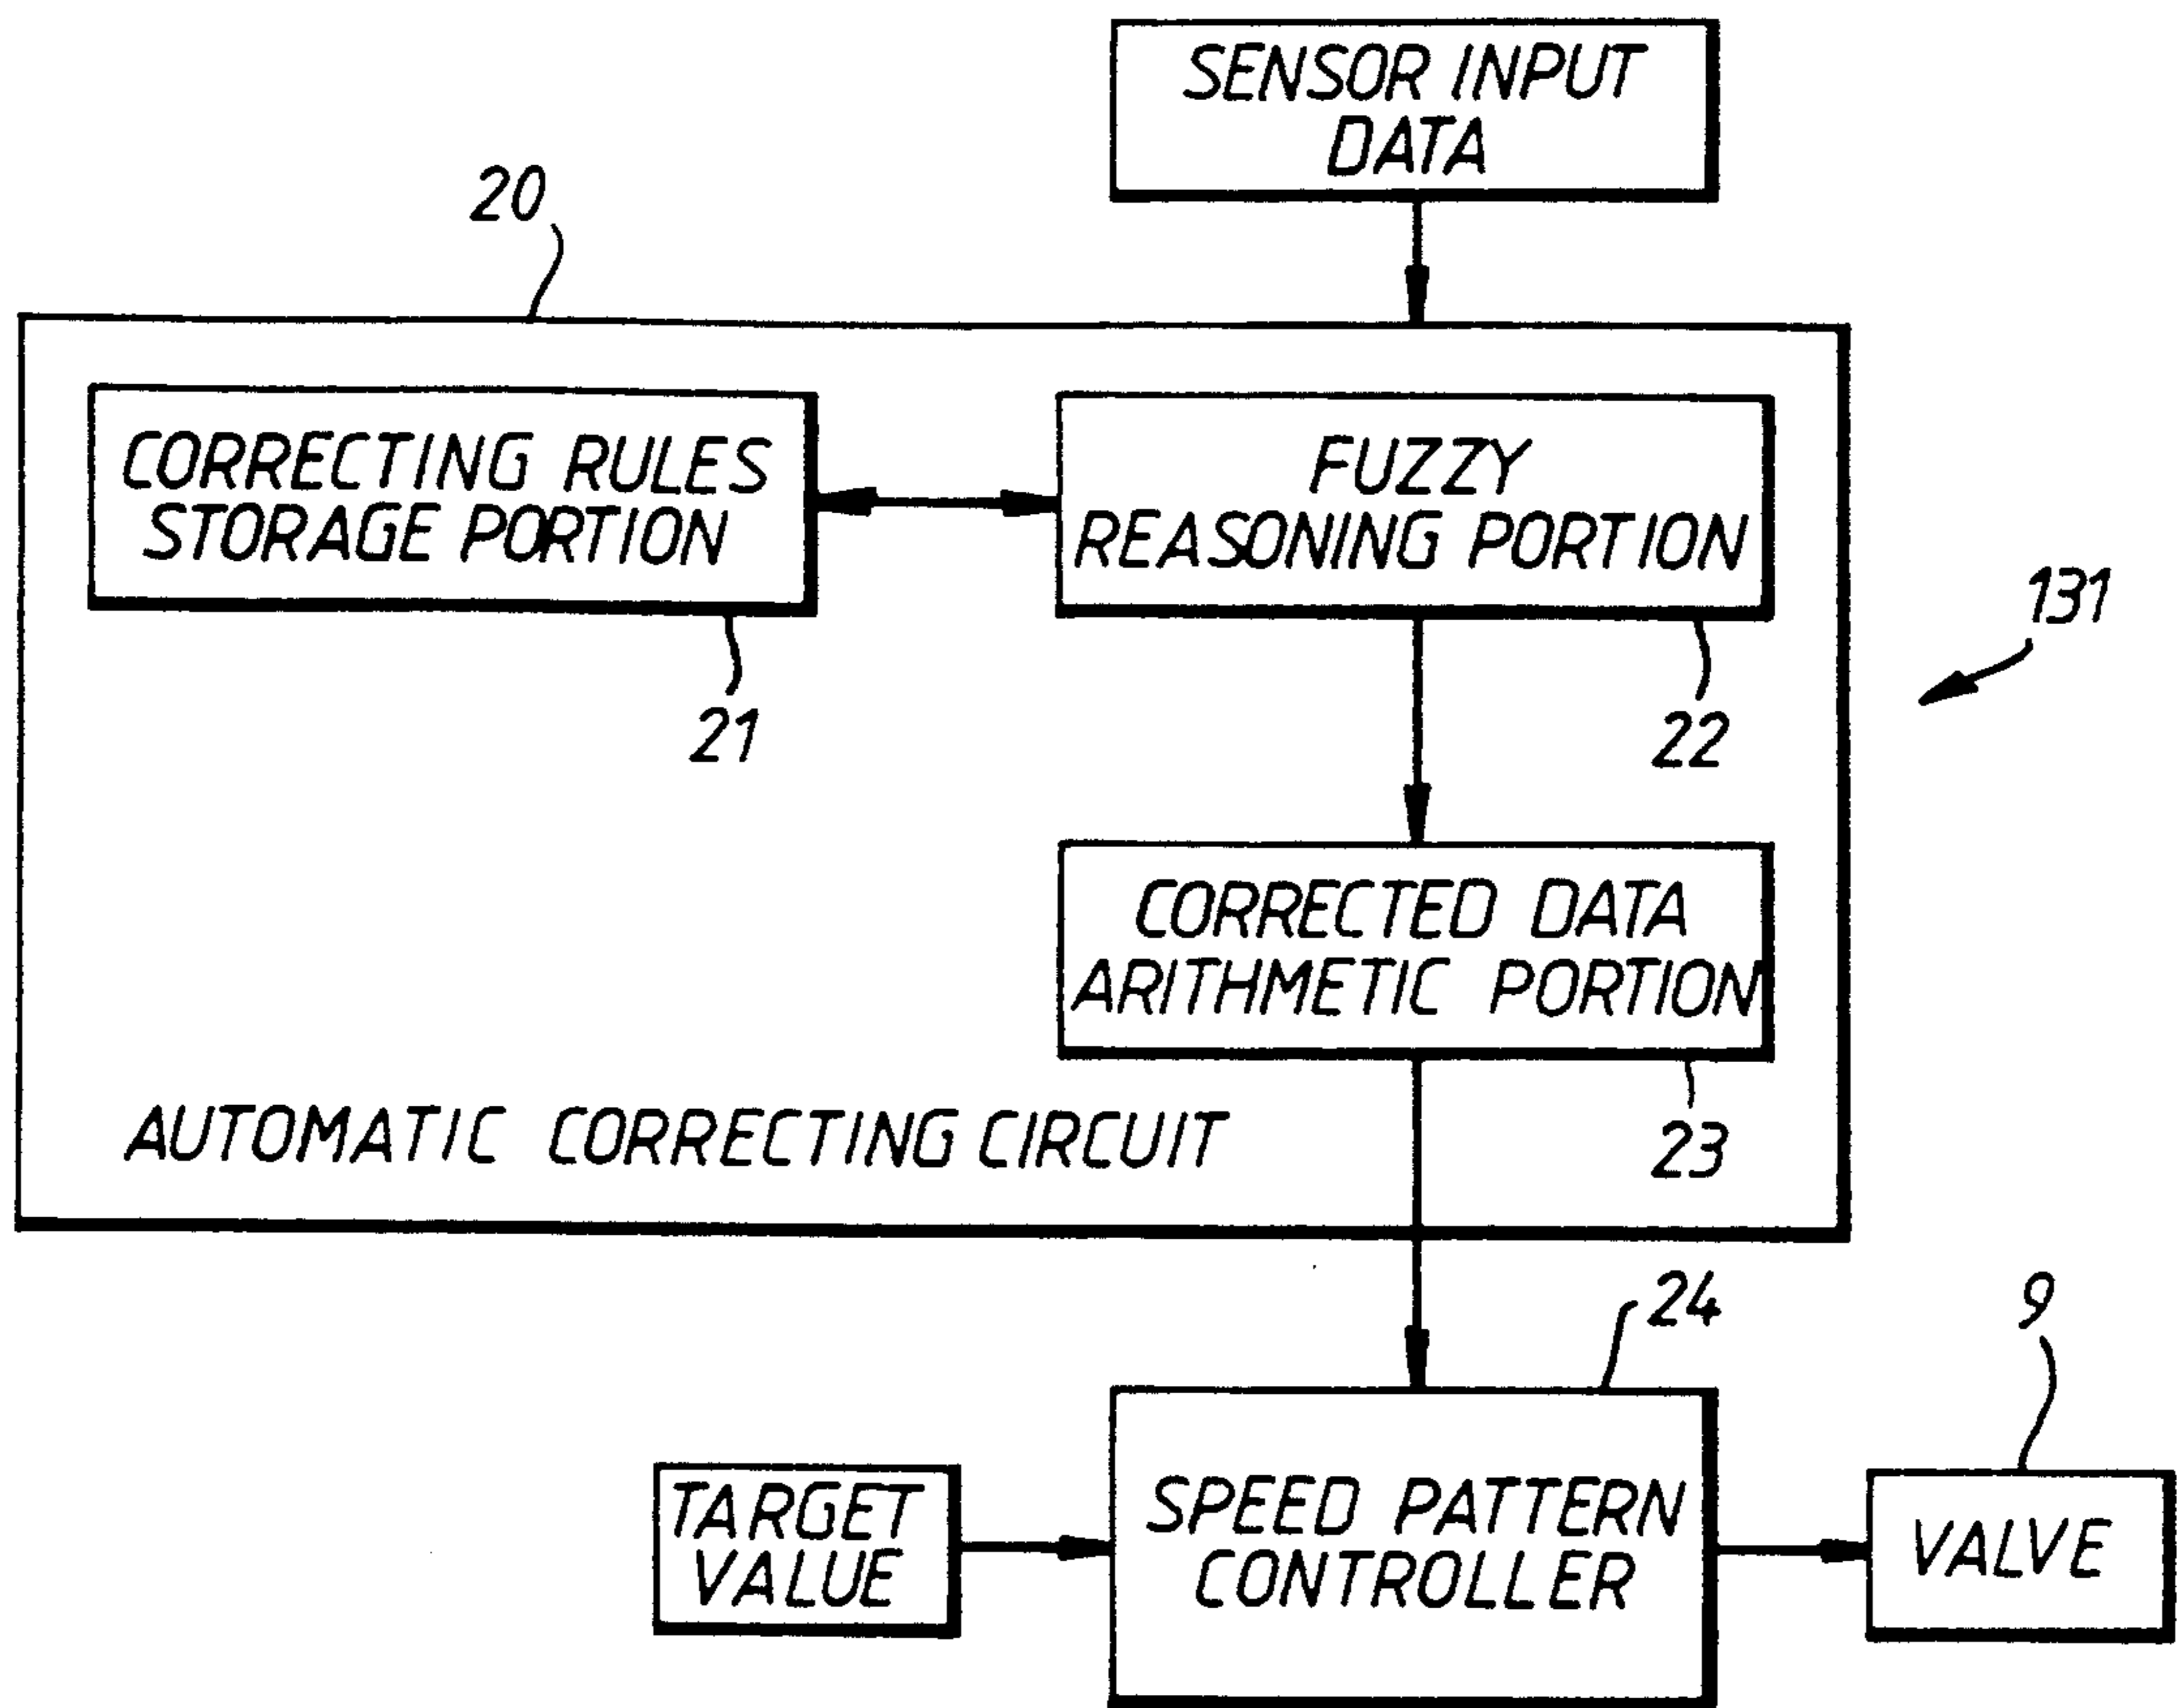 SENSOR INPUT
DATA
20
CORRECTING RULES
STORAGE PORTION
FUZZY
REASONING PORTION
131
21
22
CORRECTED DATA
ARITHMETIC PORTION
AUTOMATIC CORRECTING CIRCUIT
23
24
9
TARGET
VALUE
SPEED PATTERN
CONTROLLER
VALVE